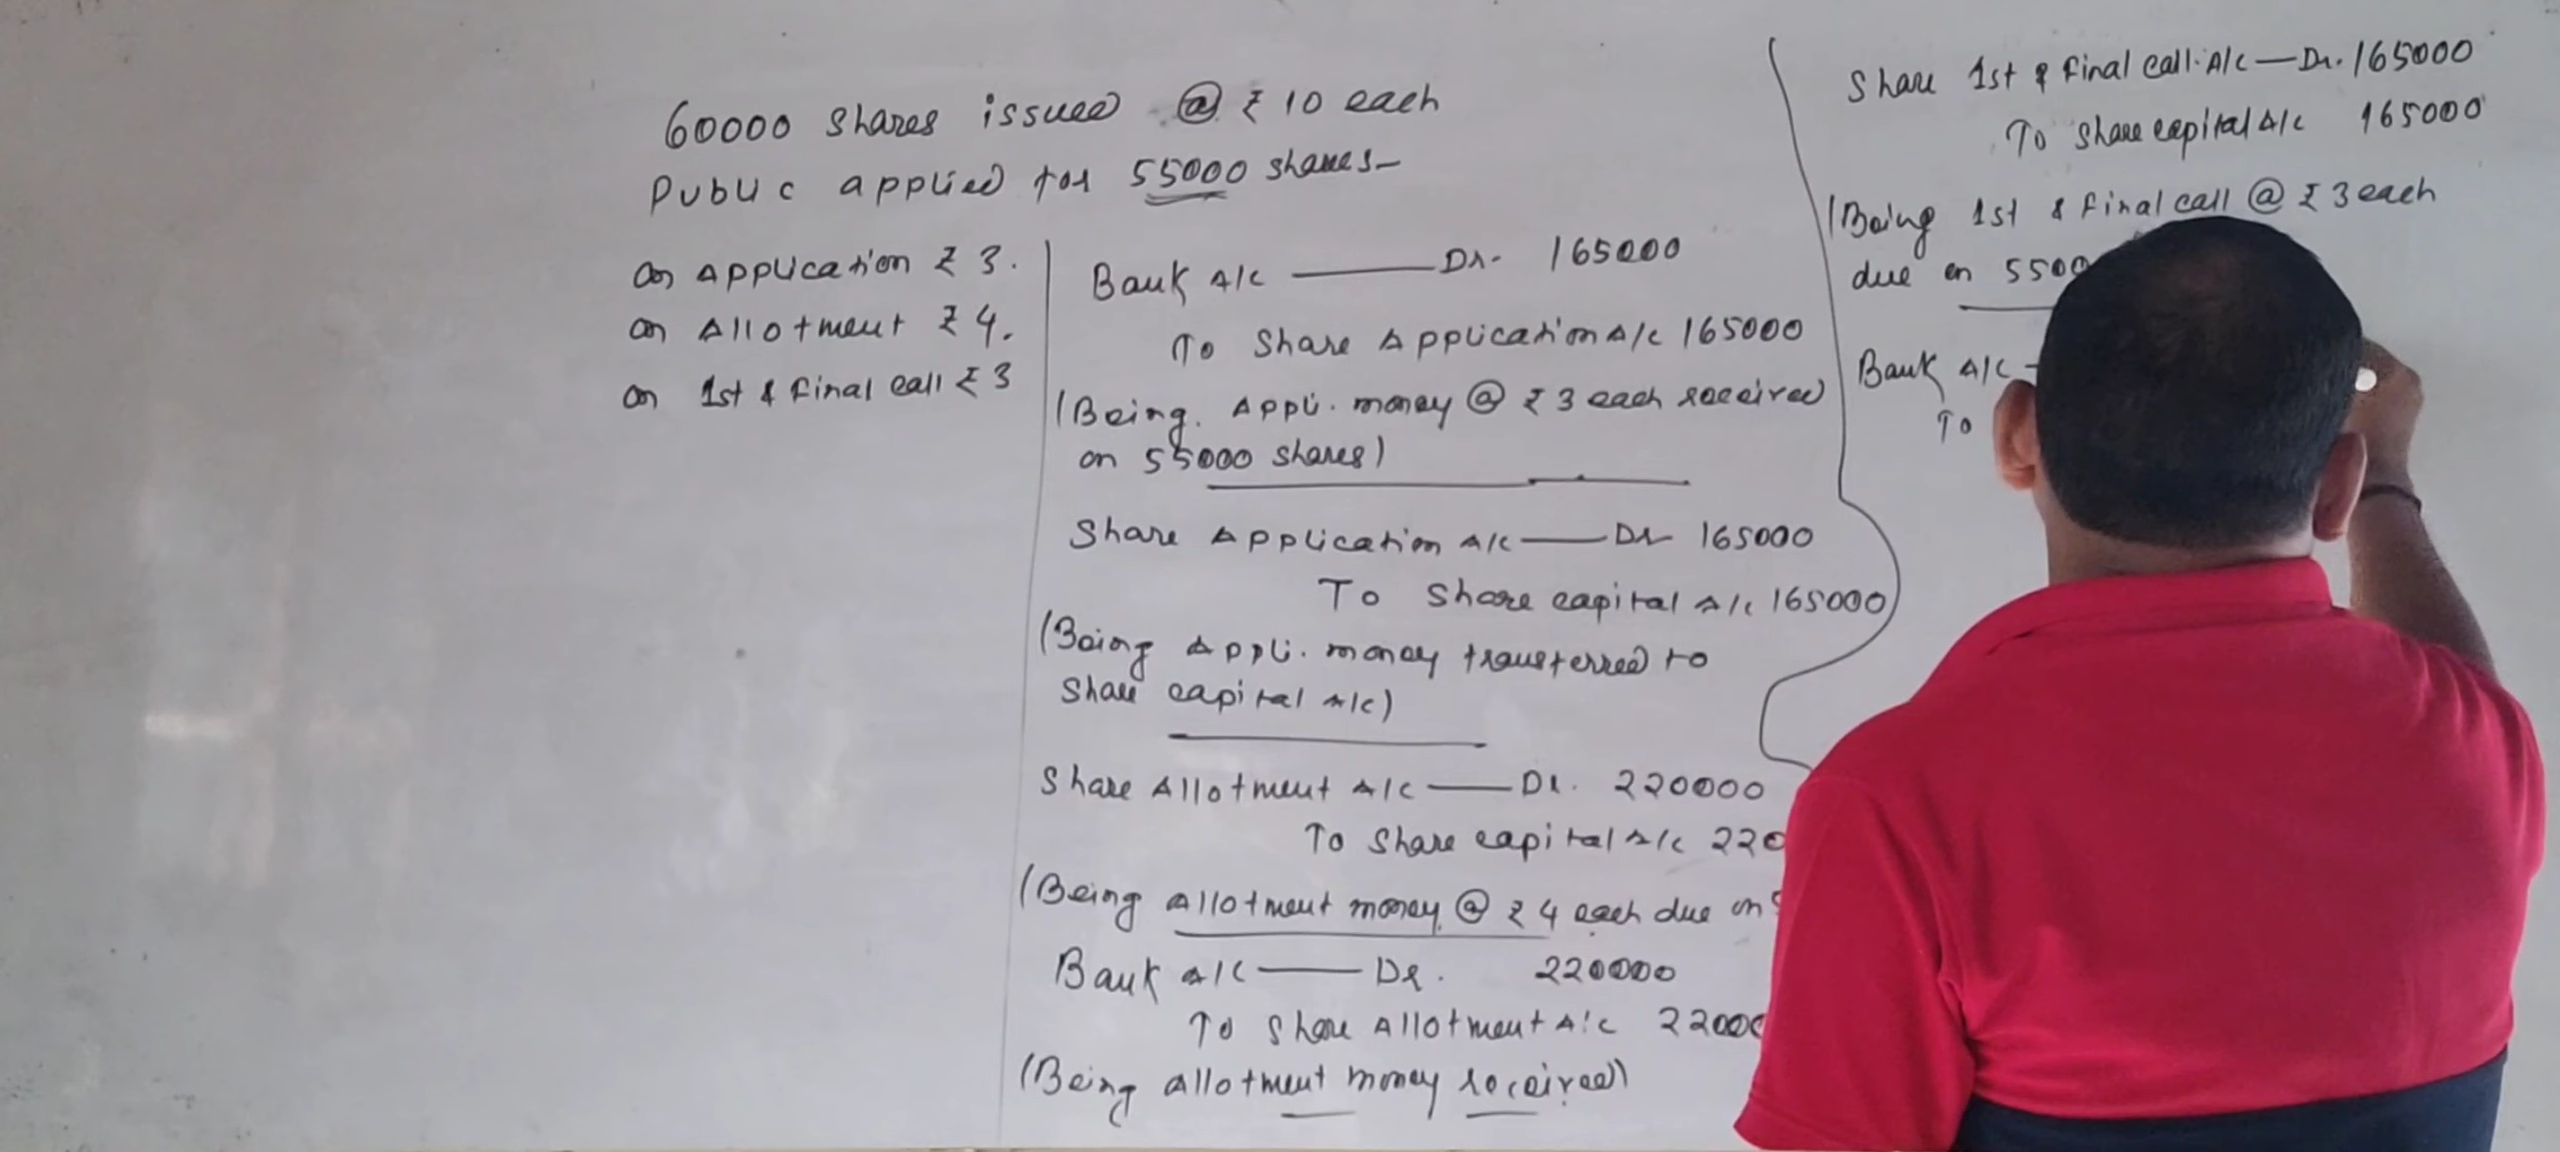 60000 shares issued @ ₹ 10 each
Public applied for 55000 shares-
on Application ₹ 3.
on Allotment ₹ 4.
on 1st & final call ₹ 3
Bank A/c — Dr. 165000
To Share Application A/c 165000
(Being. Appli. money @ ₹ 3 each received
on 55000 shares)
Share Application A/c — Dr 165000
To Share capital A/c 165000
(Being Appli. money transferred to
Share capital A/c)
Share Allotment A/c — Dr. 220000
To Share capital A/c 220
(Being Allotment money @ ₹ 4 each due on
Bank A/c — Dr. 220000
To Share Allotment A/c 22000
(Being Allotment money received)
Share 1st & final call A/c — Dr. 165000
To Share capital A/c 165000
(Being 1st & final call @ ₹ 3 each
due on 5500
Bank A/c -
To